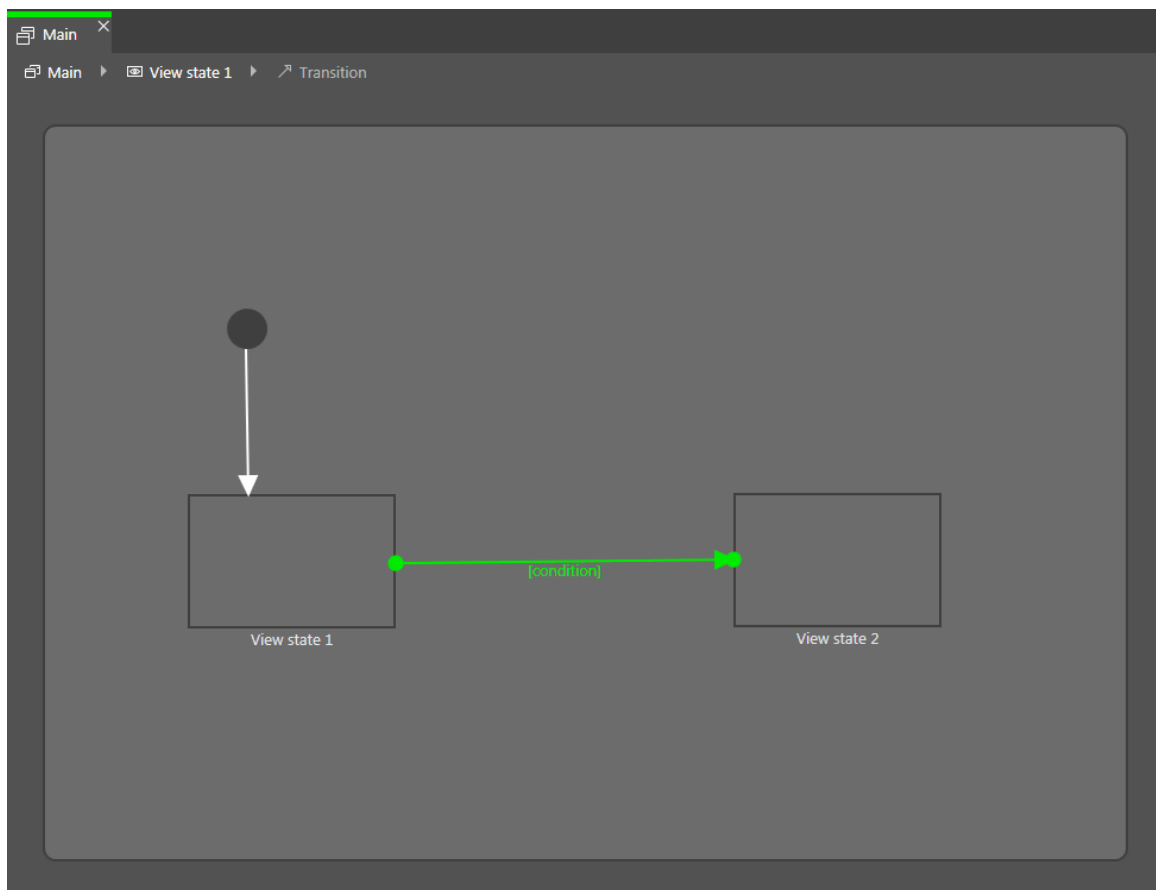 Main
Main View state 1 Transition
[condition]
View state 1
View state 2